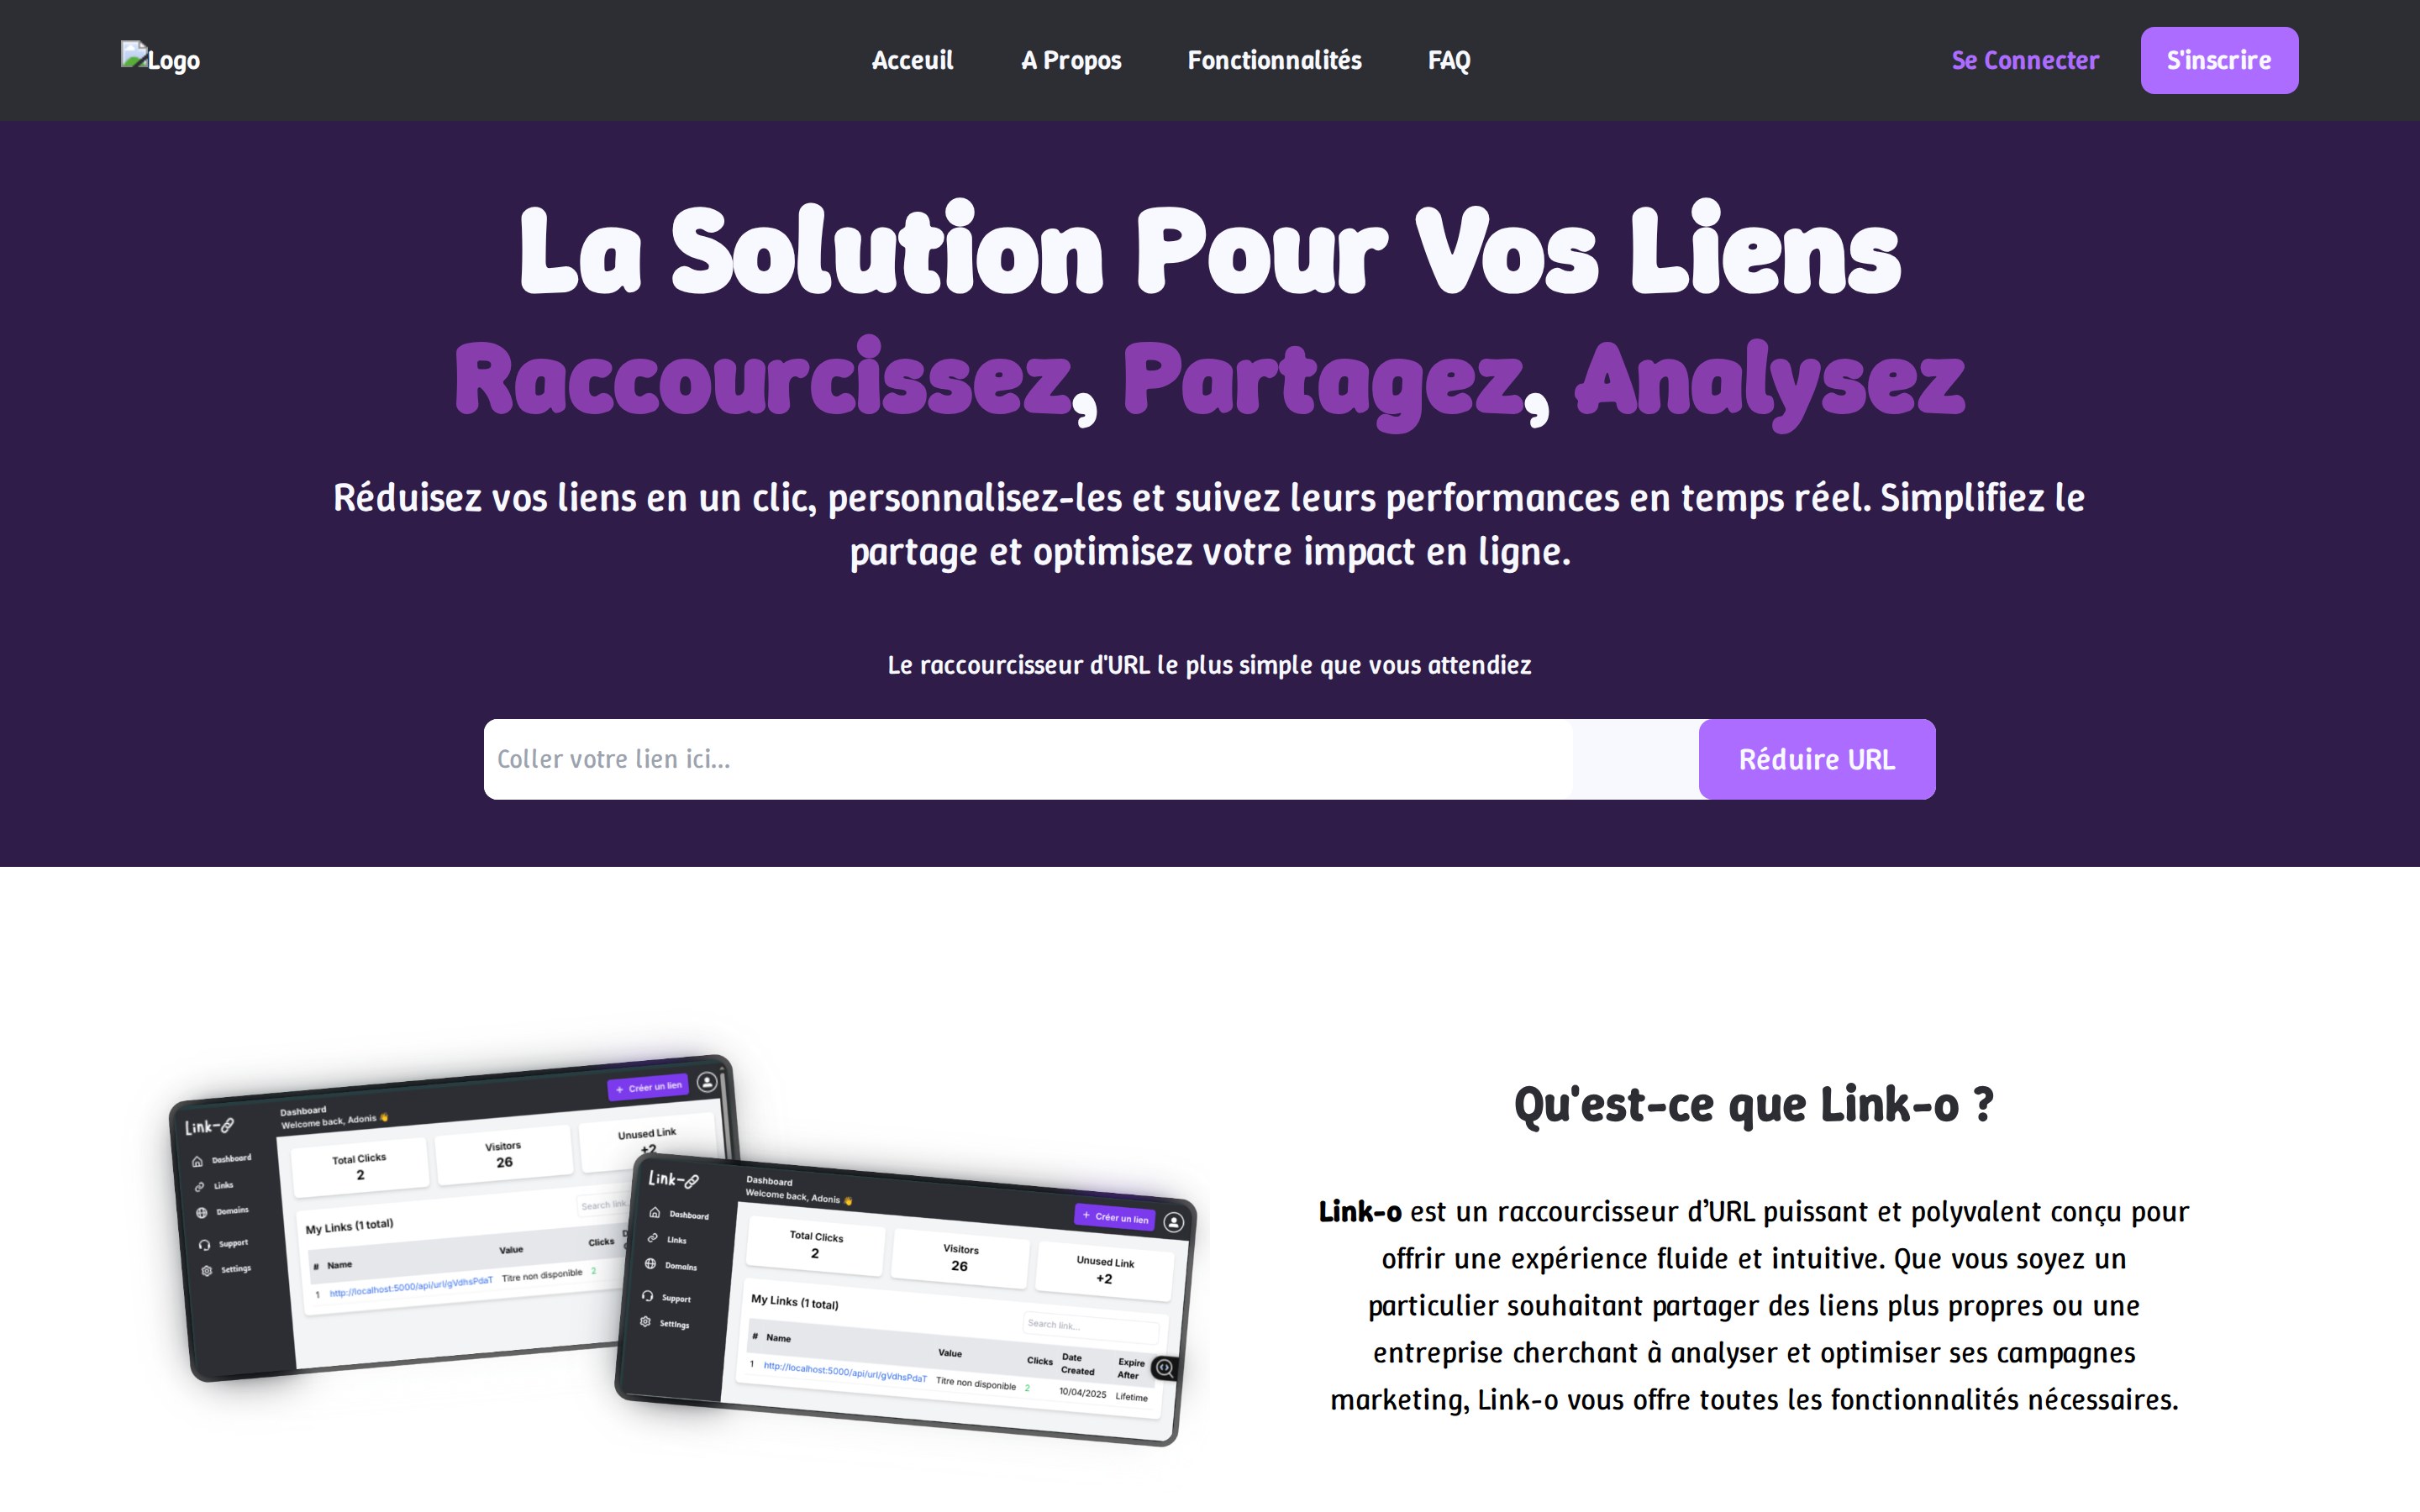 Logo
Acceuil
A Propos
Fonctionnalités
FAQ
Se Connecter
S'inscrire
La Solution Pour Vos Liens
Raccourcissez, Partagez, Analysez
Réduisez vos liens en un clic, personnalisez-les et suivez leurs performances en temps réel. Simplifiez le
partage et optimisez votre impact en ligne.
Le raccourcisseur d'URL le plus simple que vous attendiez
Coller votre lien ici...
Réduire URL
Link-
Dashboard
Welcome back, Adonis 👋
+ Créer un lien
Dashboard
Links
Domains
Support
Settings
Total Clicks
2
Visitors
26
Unused Link
+2
My Links (1 total)
Search link
# Name Value Clicks
1 http://localhost:5000/api/url/gVdhsPdaT Titre non disponible 2
Link-
Dashboard
Welcome back, Adonis 👋
+ Créer un lien
Dashboard
Links
Domains
Support
Settings
Total Clicks
2
Visitors
26
Unused Link
+2
My Links (1 total)
Search link...
# Name Value Clicks Date Created Expire After
1 http://localhost:5000/api/url/gVdhsPdaT Titre non disponible 2 10/04/2025 Lifetime
Qu'est-ce que Link-o ?
Link-o est un raccourcisseur d’URL puissant et polyvalent conçu pour
offrir une expérience fluide et intuitive. Que vous soyez un
particulier souhaitant partager des liens plus propres ou une
entreprise cherchant à analyser et optimiser ses campagnes
marketing, Link-o vous offre toutes les fonctionnalités nécessaires.